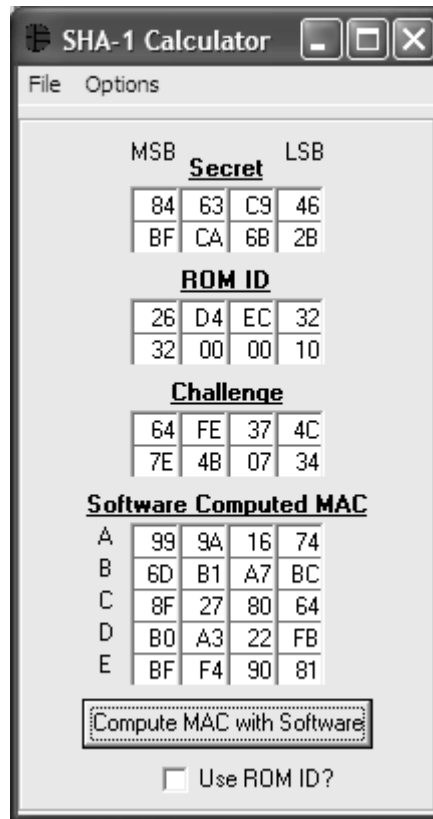 SHA-1 Calculator
File Options
MSB LSB
Secret
84 63 C9 46
BF CA 6B 2B
ROM ID
26 D4 EC 32
32 00 00 10
Challenge
64 FE 37 4C
7E 4B 07 34
Software Computed MAC
A 99 9A 16 74
B 6D B1 A7 BC
C 8F 27 80 64
D B0 A3 22 FB
E BF F4 90 81
Compute MAC with Software
Use ROM ID?